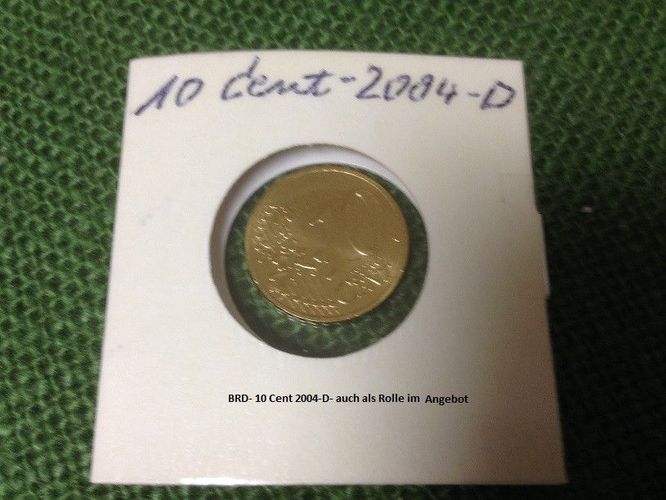 10 Cent-2004-D
BRD- 10 Cent 2004-D- auch als Rolle im Angebot